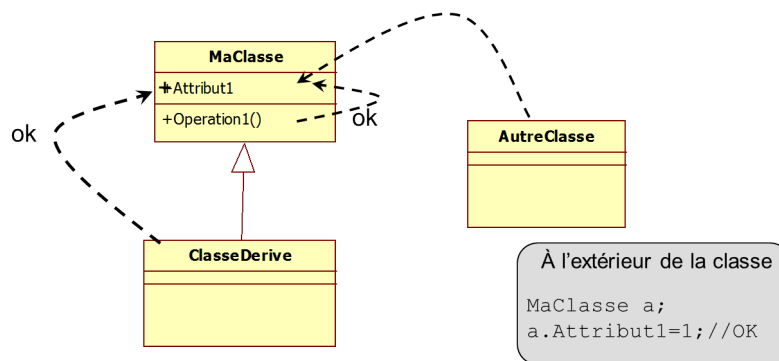 MaClasse
+Attribut1
+Operation1()
ok
ok
AutreClasse
ClasseDerive
À l'extérieur de la classe
MaClasse a;
a.Attribut1=1;//OK